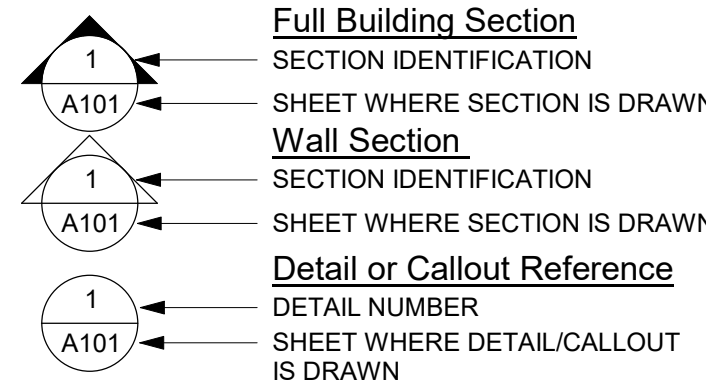 Full Building Section
1
SECTION IDENTIFICATION
A101
SHEET WHERE SECTION IS DRAWN
Wall Section
1
SECTION IDENTIFICATION
A101
SHEET WHERE SECTION IS DRAWN
Detail or Callout Reference
1
DETAIL NUMBER
A101
SHEET WHERE DETAIL/CALLOUT
IS DRAWN